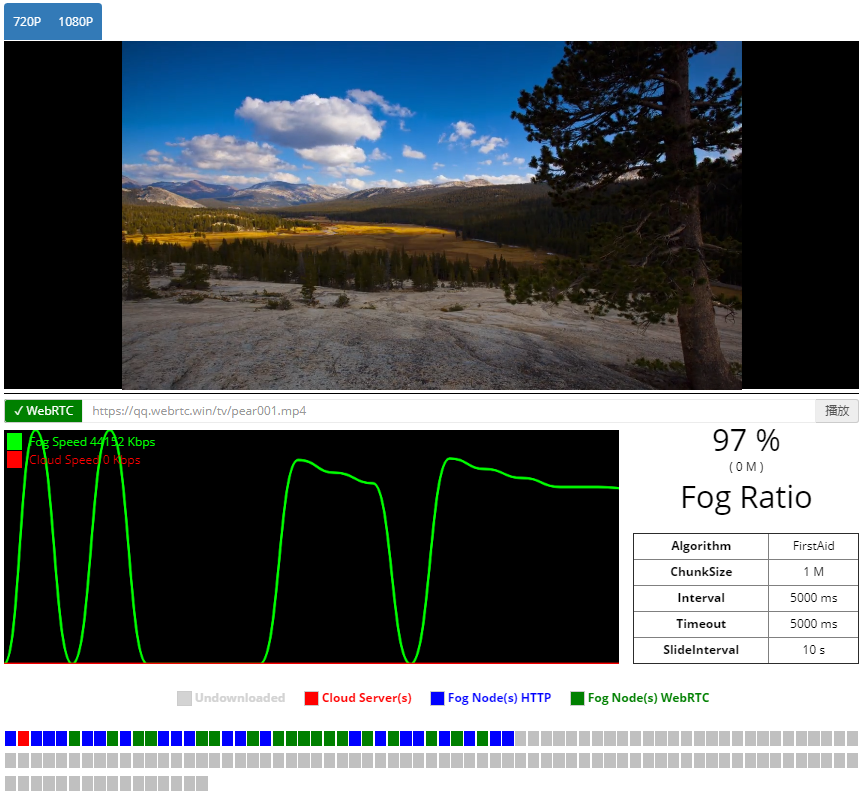 720P 1080P
✓ WebRTC https://qq.webrtc.win/tv/pear001.mp4 播放
Fog Speed 44152 Kbps
Cloud Speed 0 Kbps
97 %
( 0 M )
Fog Ratio
Algorithm FirstAid
ChunkSize 1 M
Interval 5000 ms
Timeout 5000 ms
SlideInterval 10 s
Undownloaded Cloud Server(s) Fog Node(s) HTTP Fog Node(s) WebRTC